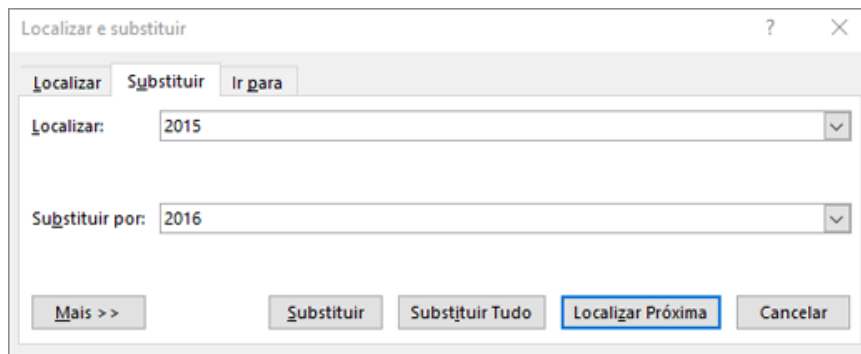 Localizar e substituir ?
Localizar Substituir Ir para
Localizar: 2015
Substituir por: 2016
Mais >> Substituir Substituir Tudo Localizar Próxima Cancelar